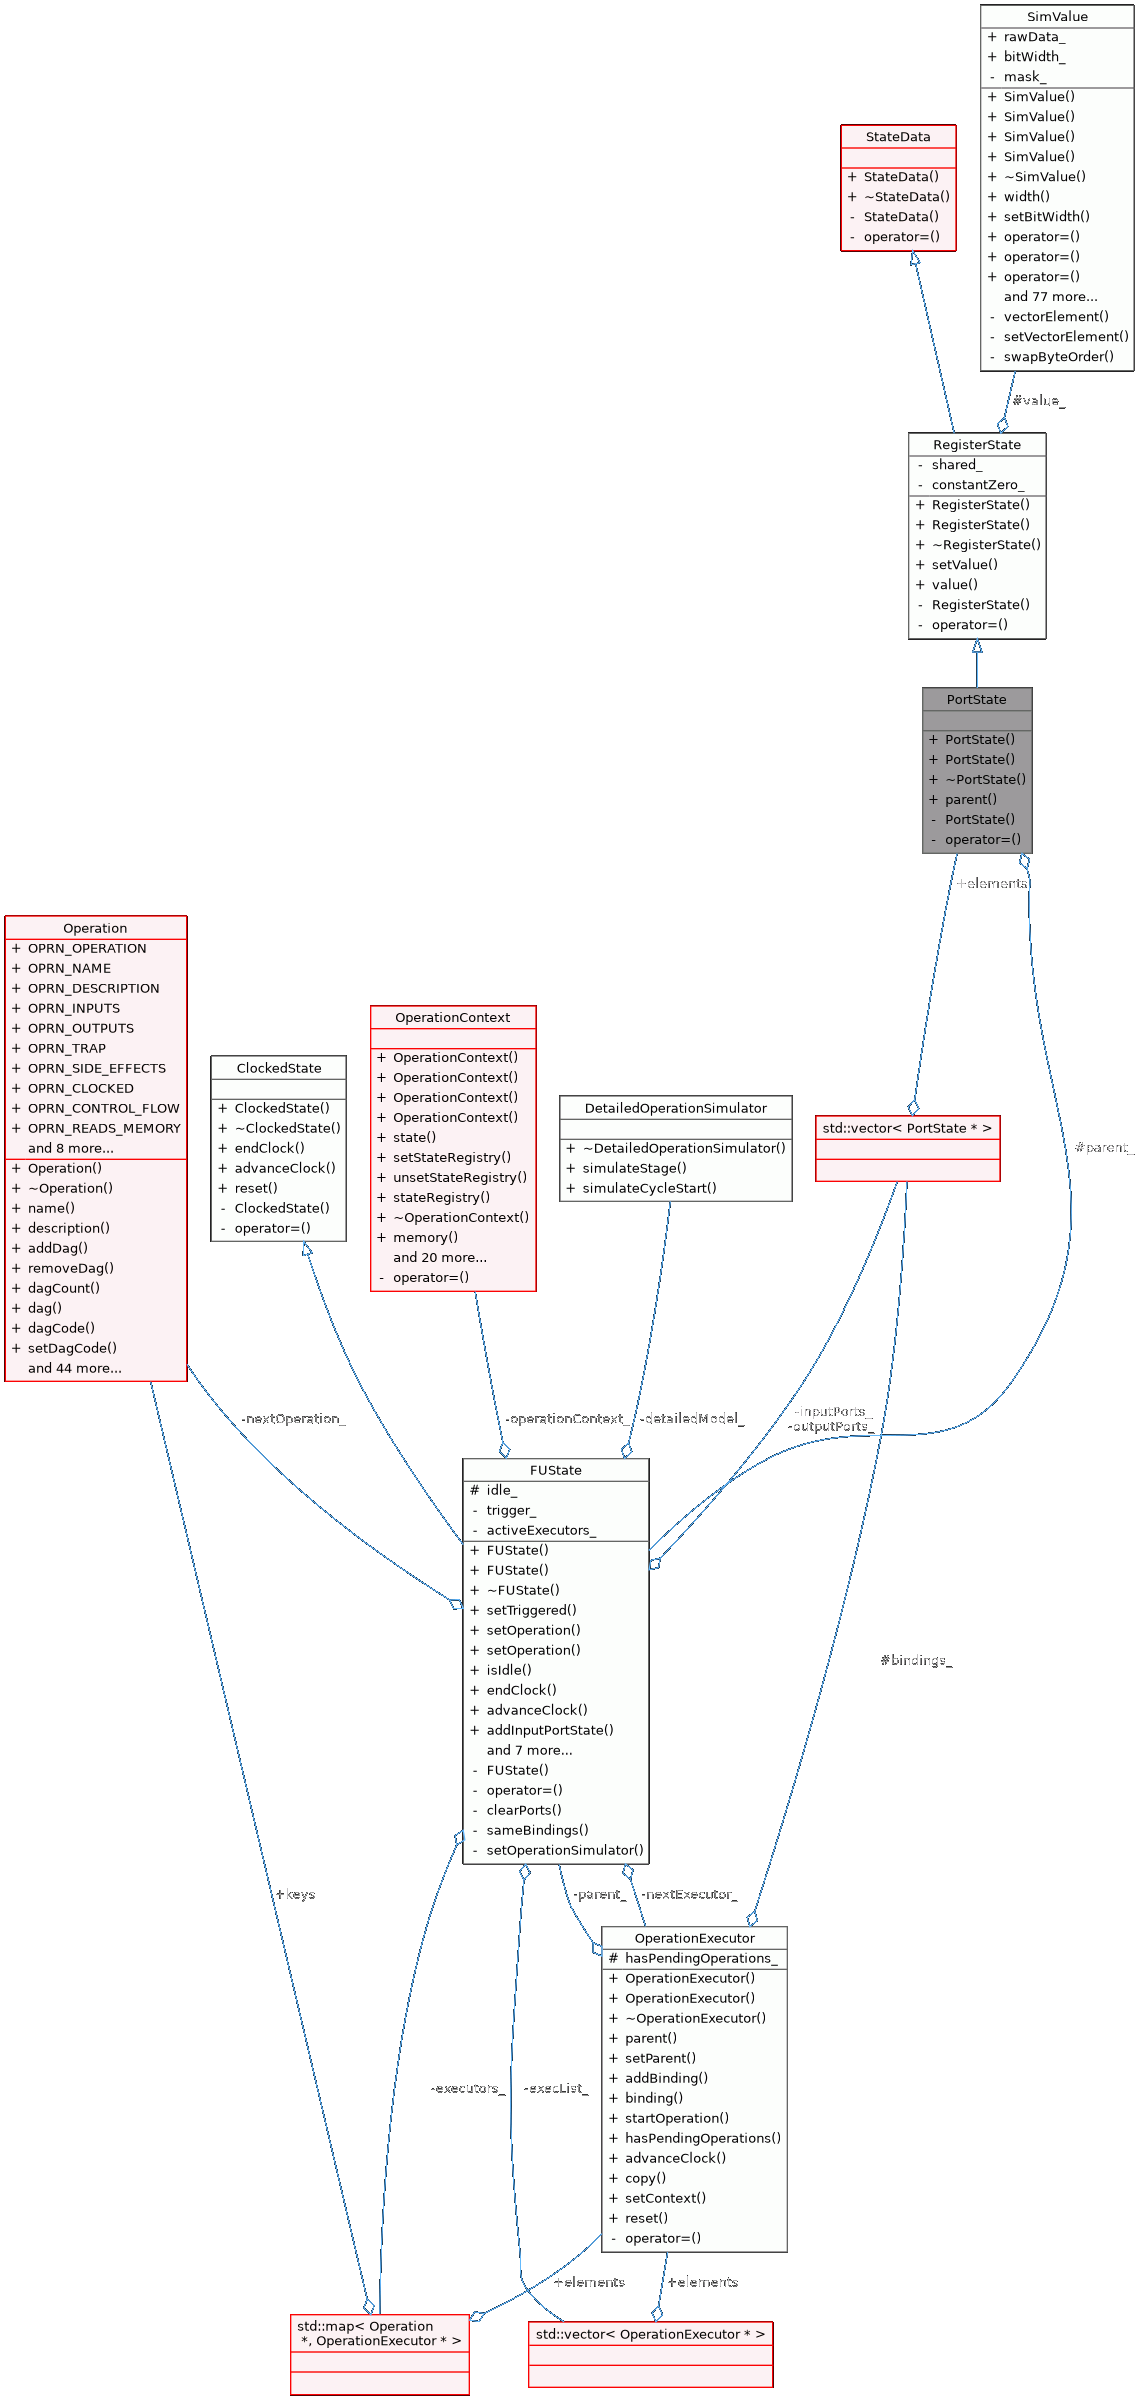 SimValue
+ rawData_
+ bitWidth_
- mask_
+ SimValue()
+ SimValue()
+ SimValue()
+ SimValue()
+ ~SimValue()
+ width()
+ setBitWidth()
+ operator=()
+ operator=()
+ operator=()
and 77 more...
- vectorElement()
- setVectorElement()
- swapByteOrder()
StateData
+ StateData()
+ ~StateData()
- StateData()
- operator=()
#value_
RegisterState
- shared_
- constantZero_
+ RegisterState()
+ RegisterState()
+ ~RegisterState()
+ setValue()
+ value()
- RegisterState()
- operator=()
PortState
+ PortState()
+ PortState()
+ ~PortState()
+ parent()
- PortState()
- operator=()
+elements
Operation
+ OPRN_OPERATION
+ OPRN_NAME
+ OPRN_DESCRIPTION
+ OPRN_INPUTS
+ OPRN_OUTPUTS
+ OPRN_TRAP
+ OPRN_SIDE_EFFECTS
+ OPRN_CLOCKED
+ OPRN_CONTROL_FLOW
+ OPRN_READS_MEMORY
and 8 more...
+ Operation()
+ ~Operation()
+ name()
+ description()
+ addDag()
+ removeDag()
+ dagCount()
+ dag()
+ dagCode()
+ setDagCode()
and 44 more...
ClockedState
+ ClockedState()
+ ~ClockedState()
+ endClock()
+ advanceClock()
+ reset()
- ClockedState()
- operator=()
OperationContext
+ OperationContext()
+ OperationContext()
+ OperationContext()
+ OperationContext()
+ state()
+ setStateRegistry()
+ unsetStateRegistry()
+ stateRegistry()
+ ~OperationContext()
+ memory()
and 20 more...
- operator=()
DetailedOperationSimulator
+ ~DetailedOperationSimulator()
+ simulateStage()
+ simulateCycleStart()
std::vector< PortState * >
#parent_
-nextOperation_
-operationContext_
-detailedModel_
-inputPorts_
-outputPorts_
FUState
# idle_
- trigger_
- activeExecutors_
+ FUState()
+ FUState()
+ ~FUState()
+ setTriggered()
+ setOperation()
+ setOperation()
+ isIdle()
+ endClock()
+ advanceClock()
+ addInputPortState()
and 7 more...
- FUState()
- operator=()
- clearPorts()
- sameBindings()
- setOperationSimulator()
#bindings_
+keys
-parent_
-nextExecutor_
OperationExecutor
# hasPendingOperations_
+ OperationExecutor()
+ OperationExecutor()
+ ~OperationExecutor()
+ parent()
+ setParent()
+ addBinding()
+ binding()
+ startOperation()
+ hasPendingOperations()
+ advanceClock()
+ copy()
+ setContext()
+ reset()
- operator=()
-executors_
-execList_
+elements
+elements
std::map< Operation
*, OperationExecutor * >
std::vector< OperationExecutor * >